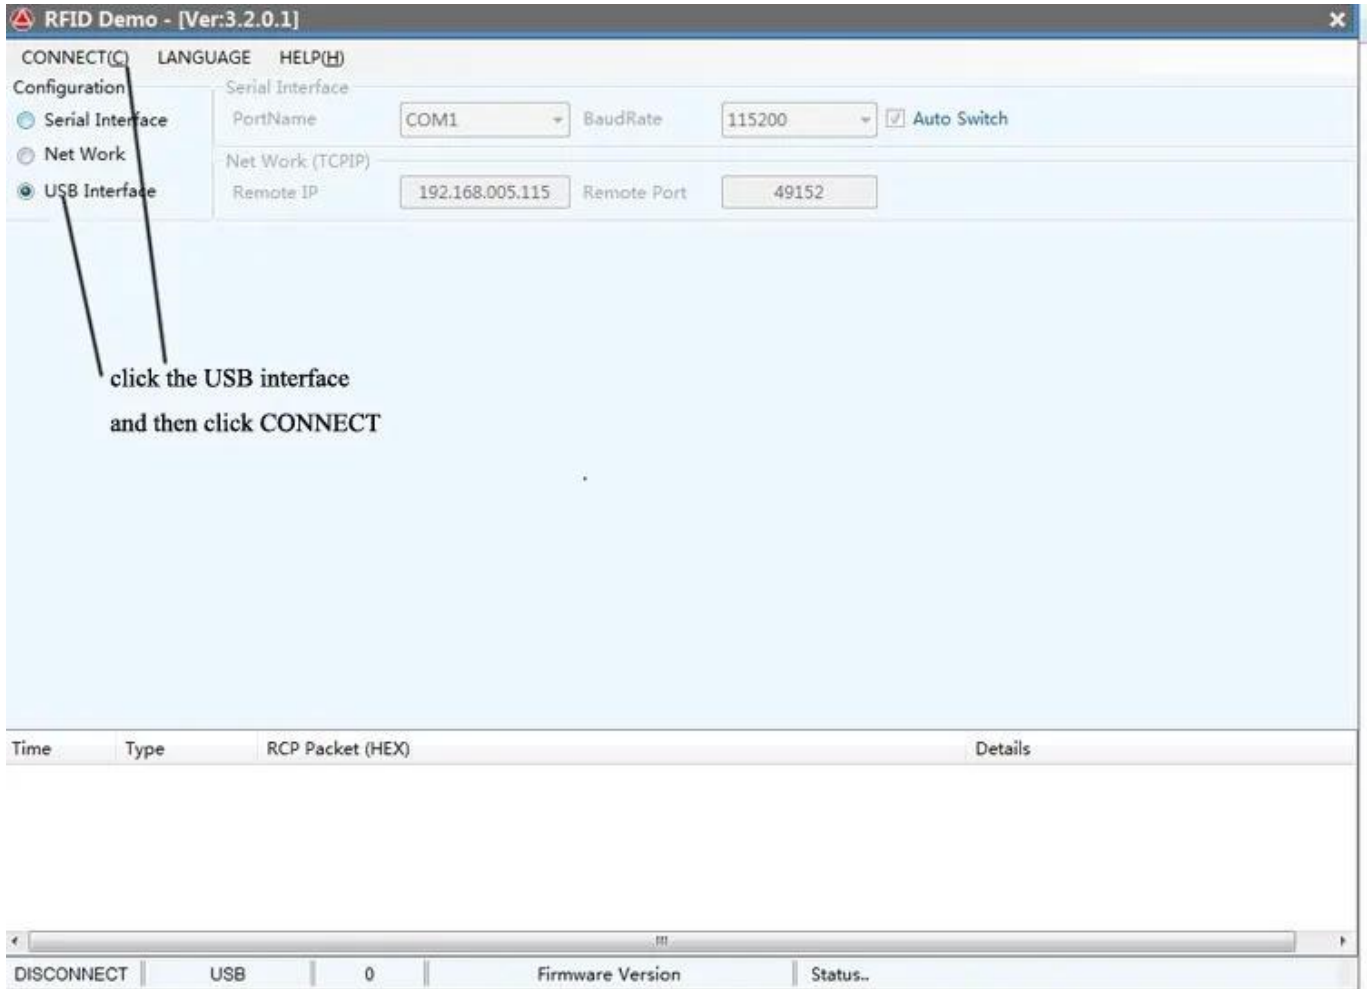 RFID Demo - [Ver:3.2.0.1]
CONNECT(C) LANGUAGE HELP(H)
Configuration
Serial Interface
Net Work
USB Interface
Serial Interface
PortName COM1 BaudRate 115200 Auto Switch
Net Work (TCPIP)
Remote IP 192.168.005.115 Remote Port 49152
click the USB interface
and then click CONNECT
Time Type RCP Packet (HEX) Details
DISCONNECT USB 0 Firmware Version Status..